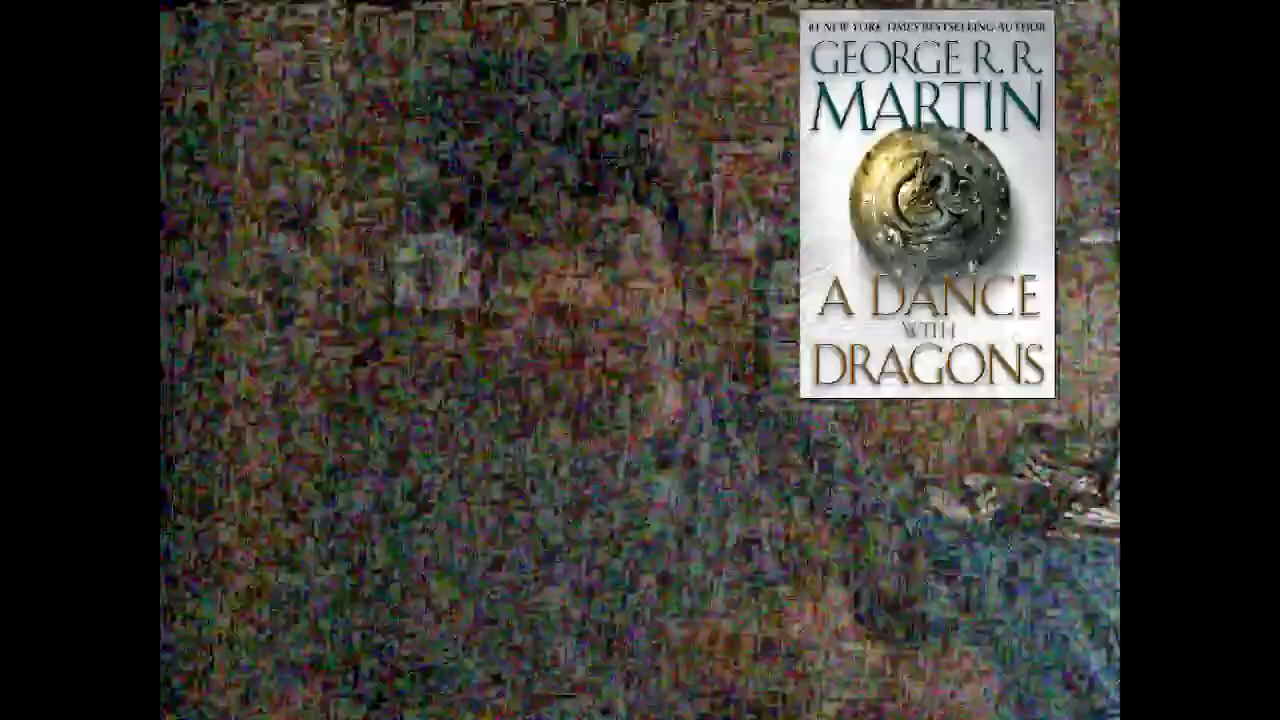 #1 NEW YORK TIMES BESTSELLING AUTHOR
GEORGE R. R.
MARTIN
A DANCE
WITH
DRAGONS